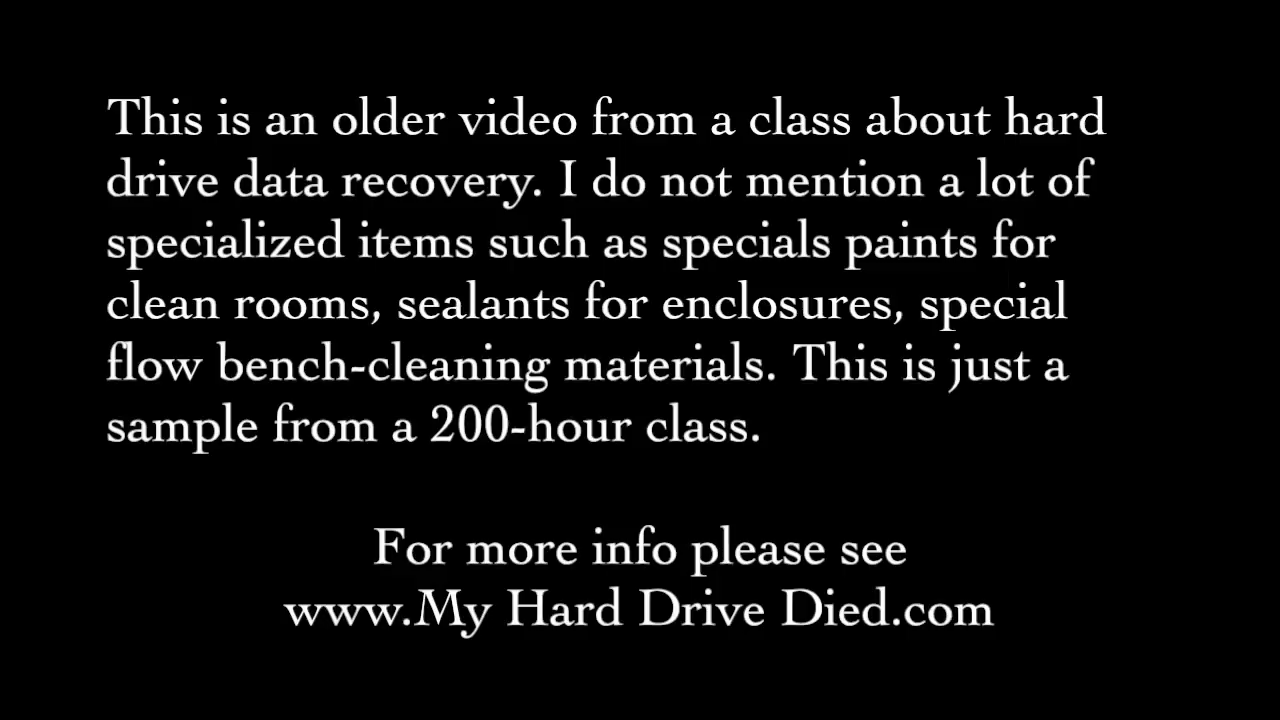 This is an older video from a class about hard
drive data recovery. I do not mention a lot of
specialized items such as specials paints for
clean rooms, sealants for enclosures, special
flow bench-cleaning materials. This is just a
sample from a 200-hour class.
For more info please see
www.My Hard Drive Died.com